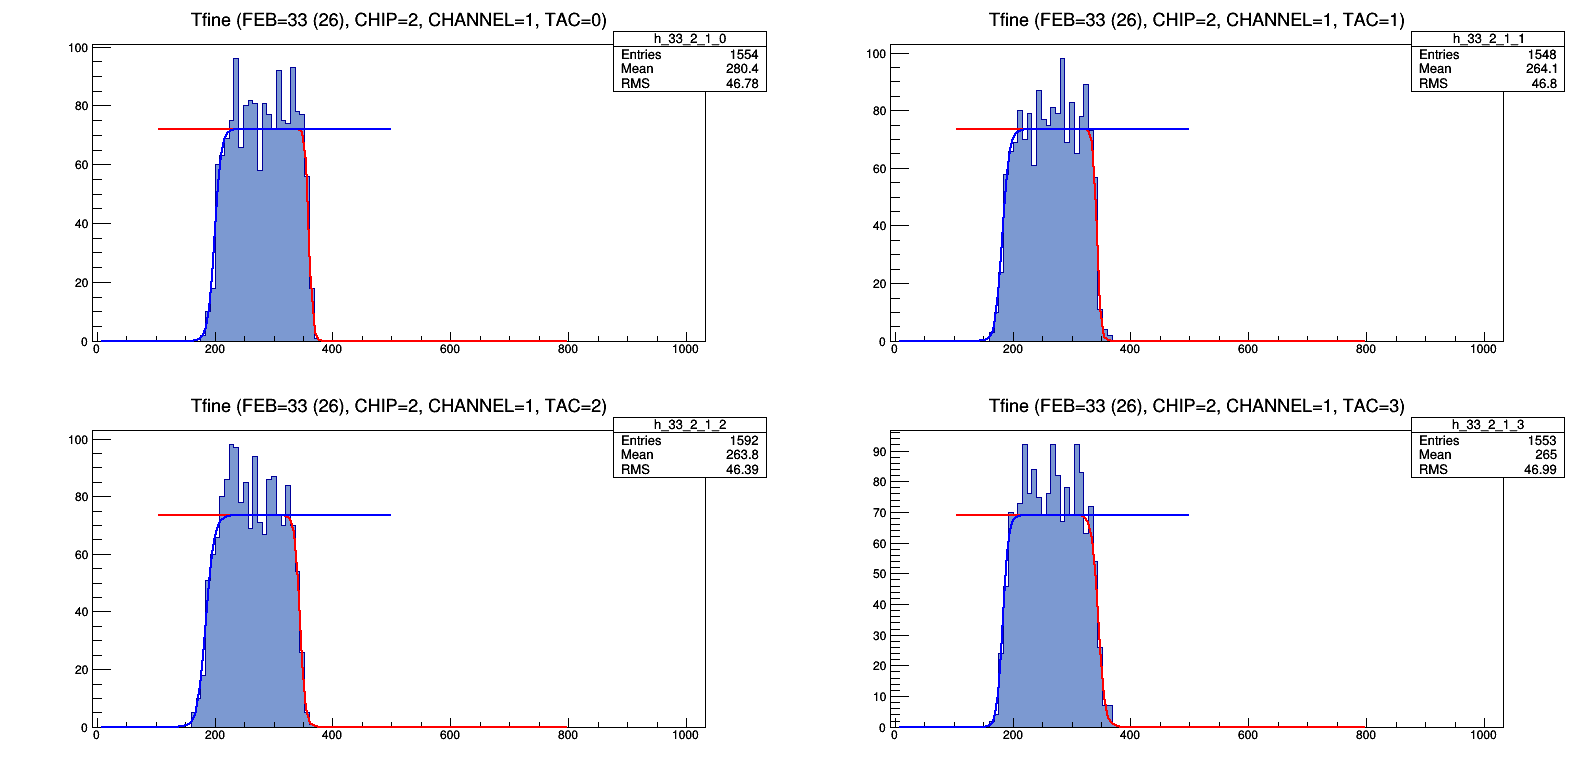 Tfine (FEB=33 (26), CHIP=2, CHANNEL=1, TAC=0)
h_33_2_1_0
Entries 1554
Mean 280.4
RMS 46.78
100
80
60
40
20
0
0 200 400 600 800 1000
Tfine (FEB=33 (26), CHIP=2, CHANNEL=1, TAC=1)
h_33_2_1_1
Entries 1548
Mean 264.1
RMS 46.8
100
80
60
40
20
0
0 200 400 600 800 1000
Tfine (FEB=33 (26), CHIP=2, CHANNEL=1, TAC=2)
h_33_2_1_2
Entries 1592
Mean 263.8
RMS 46.39
100
80
60
40
20
0
0 200 400 600 800 1000
Tfine (FEB=33 (26), CHIP=2, CHANNEL=1, TAC=3)
h_33_2_1_3
Entries 1553
Mean 265
RMS 46.99
90
80
70
60
50
40
30
20
10
0
0 200 400 600 800 1000